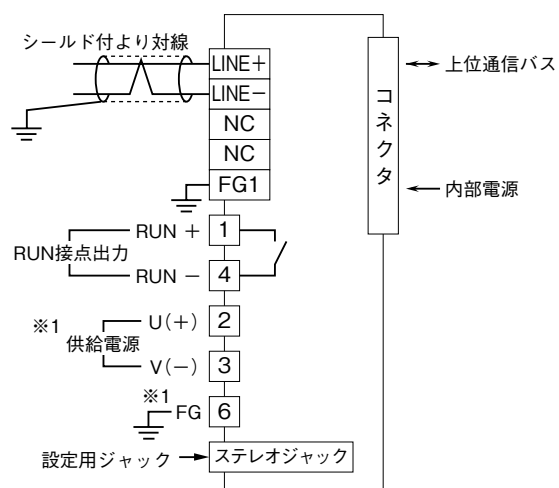 シールド付より対線
LINE+
LINE−
NC
NC
FG1
コネクタ
上位通信バス
内部電源
RUN + 1
RUN接点出力
RUN − 4
※1 供給電源
U(+) 2
V(−) 3
※1
FG 6
設定用ジャック
ステレオジャック